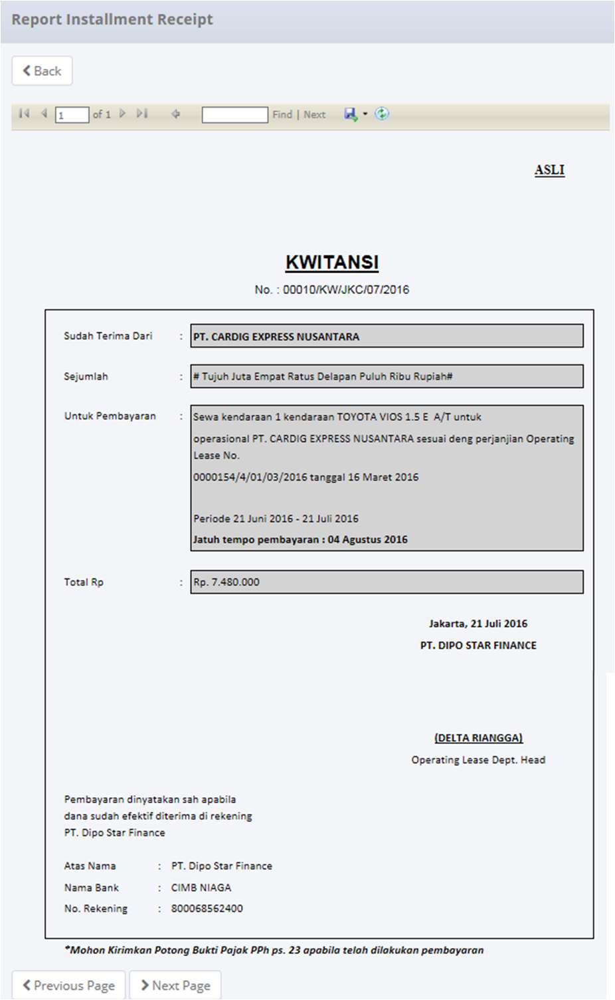 Report Installment Receipt
Back
1 of 1 Find | Next
ASLI
KWITANSI
No. : 00010/KW/JKC/07/2016
Sudah Terima Dari : PT. CARDIG EXPRESS NUSANTARA
Sejumlah : # Tujuh Juta Empat Ratus Delapan Puluh Ribu Rupiah#
Untuk Pembayaran : Sewa kendaraan 1 kendaraan TOYOTA VIOS 1.5 E A/T untuk
operasional PT. CARDIG EXPRESS NUSANTARA sesuai deng perjanjian Operating
Lease No.
0000154/4/01/03/2016 tanggal 16 Maret 2016
Periode 21 Juni 2016 - 21 Juli 2016
Jatuh tempo pembayaran : 04 Agustus 2016
Total Rp : Rp. 7.480.000
Jakarta, 21 Juli 2016
PT. DIPO STAR FINANCE
(DELTA RIANGGA)
Operating Lease Dept. Head
Pembayaran dinyatakan sah apabila
dana sudah efektif diterima di rekening
PT. Dipo Star Finance
Atas Nama : PT. Dipo Star Finance
Nama Bank : CIMB NIAGA
No. Rekening : 800068562400
*Mohon Kirimkan Potong Bukti Pajak PPh ps. 23 apabila telah dilakukan pembayaran
Previous Page Next Page